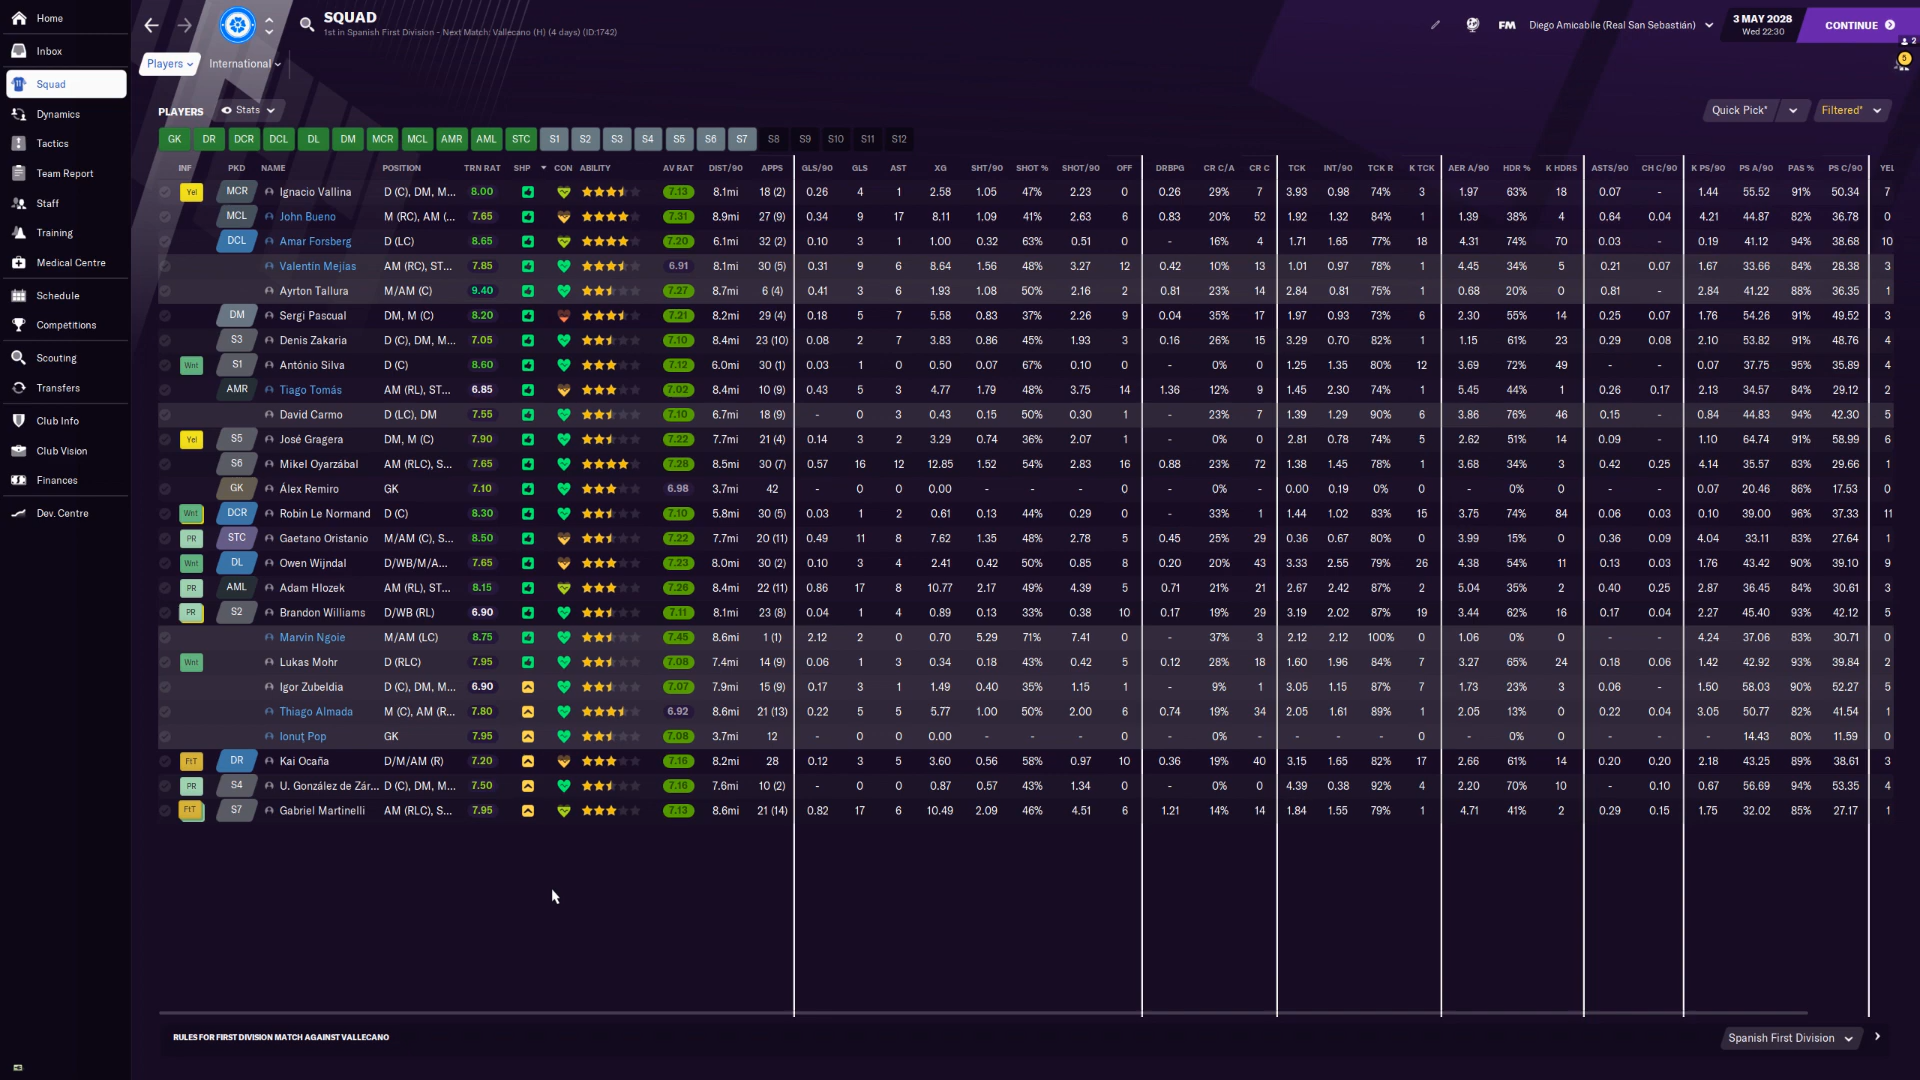 Home
Inbox
Squad
Dynamics
Tactics
Team Report
Staff
Training
Medical Centre
Schedule
Competitions
Scouting
Transfers
Club Info
Club Vision
Finances
Dev. Centre
SQUAD
1st in Spanish First Division - Next Match: Vallecano (H) (4 days) (ID:1742)
FM Diego Amicabile (Real San Sebastián)
3 MAY 2028
Wed 22:30
CONTINUE
2
5
Players International
PLAYERS Stats Quick Pick* Filtered*
GK DR DCR DCL DL DM MCR MCL AMR AML STC S1 S2 S3 S4 S5 S6 S7 S8 S9 S10 S11 S12
INF PKD NAME POSITION TRN RAT SHP CON ABILITY AV RAT DIST/90 APPS GLS/90 GLS AST XG SHT/90 SHOT % SHOT/90 OFF DRBPG CR C/A CR C TCK INT/90 TCK R K TCK AER A/90 HDR % K HDRS ASTS/90 CH C/90 K PS/90 PS A/90 PAS % PS C/90 YEL
Yel MCR Ignacio Vallina D (C), DM, M... 8.00 7.13 8.1mi 18 (2) 0.26 4 1 2.58 1.05 47% 2.23 0 0.26 29% 7 3.93 0.98 74% 3 1.97 63% 18 0.07 - 1.44 55.52 91% 50.34 7
MCL John Bueno M (RC), AM (... 7.65 7.31 8.9mi 27 (9) 0.34 9 17 8.11 1.09 41% 2.63 6 0.83 20% 52 1.92 1.32 84% 1 1.39 38% 4 0.64 0.04 4.21 44.87 82% 36.78 0
DCL Amar Forsberg D (LC) 8.65 7.20 6.1mi 32 (2) 0.10 3 1 1.00 0.32 63% 0.51 0 - 16% 4 1.71 1.65 77% 18 4.31 74% 70 0.03 - 0.19 41.12 94% 38.68 10
Valentín Mejías AM (RC), ST... 7.85 6.91 8.1mi 30 (5) 0.31 9 6 8.64 1.56 48% 3.27 12 0.42 10% 13 1.01 0.97 78% 1 4.45 34% 5 0.21 0.07 1.67 33.66 84% 28.38 3
Ayrton Tallura M/AM (C) 9.40 7.27 8.7mi 6 (4) 0.41 3 6 1.93 1.08 50% 2.16 2 0.81 23% 14 2.84 0.81 75% 1 0.68 20% 0 0.81 - 2.84 41.22 88% 36.35 1
DM Sergi Pascual DM, M (C) 8.20 7.21 8.2mi 29 (4) 0.18 5 7 5.58 0.83 37% 2.26 9 0.04 35% 17 1.97 0.93 73% 6 2.30 55% 14 0.25 0.07 1.76 54.26 91% 49.52 3
S3 Denis Zakaria D (C), DM, M... 7.05 7.10 8.4mi 23 (10) 0.08 2 7 3.83 0.86 45% 1.93 3 0.16 26% 15 3.29 0.70 82% 1 1.15 61% 23 0.29 0.08 2.10 53.82 91% 48.76 4
Wnt S1 António Silva D (C) 8.60 7.12 6.0mi 30 (1) 0.03 1 0 0.50 0.07 67% 0.10 0 - 0% 0 1.25 1.35 80% 12 3.69 72% 49 - - 0.07 37.75 95% 35.89 4
AMR Tiago Tomás AM (RL), ST... 6.85 7.02 8.4mi 10 (9) 0.43 5 3 4.77 1.79 48% 3.75 14 1.36 12% 9 1.45 2.30 74% 1 5.45 44% 1 0.26 0.17 2.13 34.57 84% 29.12 2
David Carmo D (LC), DM 7.55 7.10 6.7mi 18 (9) - 0 3 0.43 0.15 50% 0.30 1 - 23% 7 1.39 1.29 90% 6 3.86 76% 46 0.15 - 0.84 44.83 94% 42.30 5
Yel S5 José Gragera DM, M (C) 7.90 7.22 7.7mi 21 (4) 0.14 3 2 3.29 0.74 36% 2.07 1 - 0% 0 2.81 0.78 74% 5 2.62 51% 14 0.09 - 1.10 64.74 91% 58.99 6
S6 Mikel Oyarzábal AM (RLC), S... 7.65 7.28 8.5mi 30 (7) 0.57 16 12 12.85 1.52 54% 2.83 16 0.88 23% 72 1.38 1.45 78% 1 3.68 34% 3 0.42 0.25 4.14 35.57 83% 29.66 1
GK Álex Remiro GK 7.10 6.98 3.7mi 42 - 0 0 0.00 - - - 0 - 0% - 0.00 0.19 0% 0 - 0% 0 - - 0.07 20.46 86% 17.53 0
Wnt DCR Robin Le Normand D (C) 8.30 7.10 5.8mi 30 (5) 0.03 1 2 0.61 0.13 44% 0.29 0 - 33% 1 1.44 1.02 83% 15 3.75 74% 84 0.06 0.03 0.10 39.00 96% 37.33 11
PR STC Gaetano Oristanio M/AM (C), S... 8.50 7.22 7.7mi 20 (11) 0.49 11 8 7.62 1.35 48% 2.78 5 0.45 25% 29 0.36 0.67 80% 0 3.99 15% 0 0.36 0.09 4.04 33.11 83% 27.64 1
Wnt DL Owen Wijndal D/WB/M/A... 7.65 7.23 8.0mi 30 (2) 0.10 3 4 2.41 0.42 50% 0.85 8 0.20 20% 43 3.33 2.55 79% 26 4.38 54% 11 0.13 0.03 1.76 43.42 90% 39.10 9
PR AML Adam Hlozek AM (RL), ST... 8.15 7.26 8.4mi 22 (11) 0.86 17 8 10.77 2.17 49% 4.39 5 0.71 21% 21 2.67 2.42 87% 2 5.04 35% 2 0.40 0.25 2.87 36.45 84% 30.61 3
PR S2 Brandon Williams D/WB (RL) 6.90 7.11 8.1mi 23 (8) 0.04 1 4 0.89 0.13 33% 0.38 10 0.17 19% 29 3.19 2.02 87% 19 3.44 62% 16 0.17 0.04 2.27 45.40 93% 42.12 5
Marvin Ngoie M/AM (LC) 8.75 7.45 8.6mi 1 (1) 2.12 2 0 0.70 5.29 71% 7.41 0 - 37% 3 2.12 2.12 100% 0 1.06 0% 0 - - 4.24 37.06 83% 30.71 0
Wnt Lukas Mohr D (RLC) 7.95 7.08 7.4mi 14 (9) 0.06 1 3 0.34 0.18 43% 0.42 5 0.12 28% 18 1.60 1.96 84% 7 3.27 65% 24 0.18 0.06 1.42 42.92 93% 39.84 2
Igor Zubeldia D (C), DM, M... 6.90 7.07 7.9mi 15 (9) 0.17 3 1 1.49 0.40 35% 1.15 1 - 9% 1 3.05 1.15 87% 7 1.73 23% 3 0.06 - 1.50 58.03 90% 52.27 5
Thiago Almada M (C), AM (R... 7.80 6.92 8.6mi 21 (13) 0.22 5 5 5.77 1.00 50% 2.00 6 0.74 19% 34 2.05 1.61 89% 1 2.05 13% 0 0.22 0.04 3.05 50.77 82% 41.54 1
Ionuț Pop GK 7.95 7.08 3.7mi 12 - 0 0 0.00 - - - 0 - 0% - - - - 0 - 0% 0 - - - 14.43 80% 11.59 0
FtT DR Kai Ocaña D/M/AM (R) 7.20 7.16 8.2mi 28 0.12 3 5 3.60 0.56 58% 0.97 10 0.36 19% 40 3.15 1.65 82% 17 2.66 61% 14 0.20 0.20 2.18 43.25 89% 38.61 3
PR S4 U. González de Zár... D (C), DM, M... 7.50 7.16 7.6mi 10 (2) - 0 0 0.87 0.57 43% 1.34 0 - 0% 0 4.39 0.38 92% 4 2.20 70% 10 - 0.10 0.67 56.69 94% 53.35 4
FtT S7 Gabriel Martinelli AM (RLC), S... 7.95 7.13 8.6mi 21 (14) 0.82 17 6 10.49 2.09 46% 4.51 6 1.21 14% 14 1.84 1.55 79% 1 4.71 41% 2 0.29 0.15 1.75 32.02 85% 27.17 1
RULES FOR FIRST DIVISION MATCH AGAINST VALLECANO
Spanish First Division